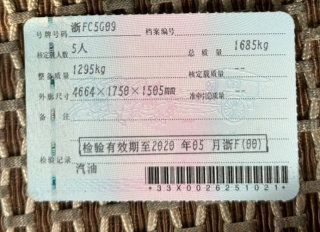 号牌号码 浙FC5G09 档案编号
核定载人数 5人 总质量 1685kg
整备质量 1295kg 核定载质量 --
外廓尺寸 4664×1750×1505mm 准牵引总质量 --
备注
检验有效期至2020 年05 月浙F(00)
检验记录
汽油
*33X0026251021*